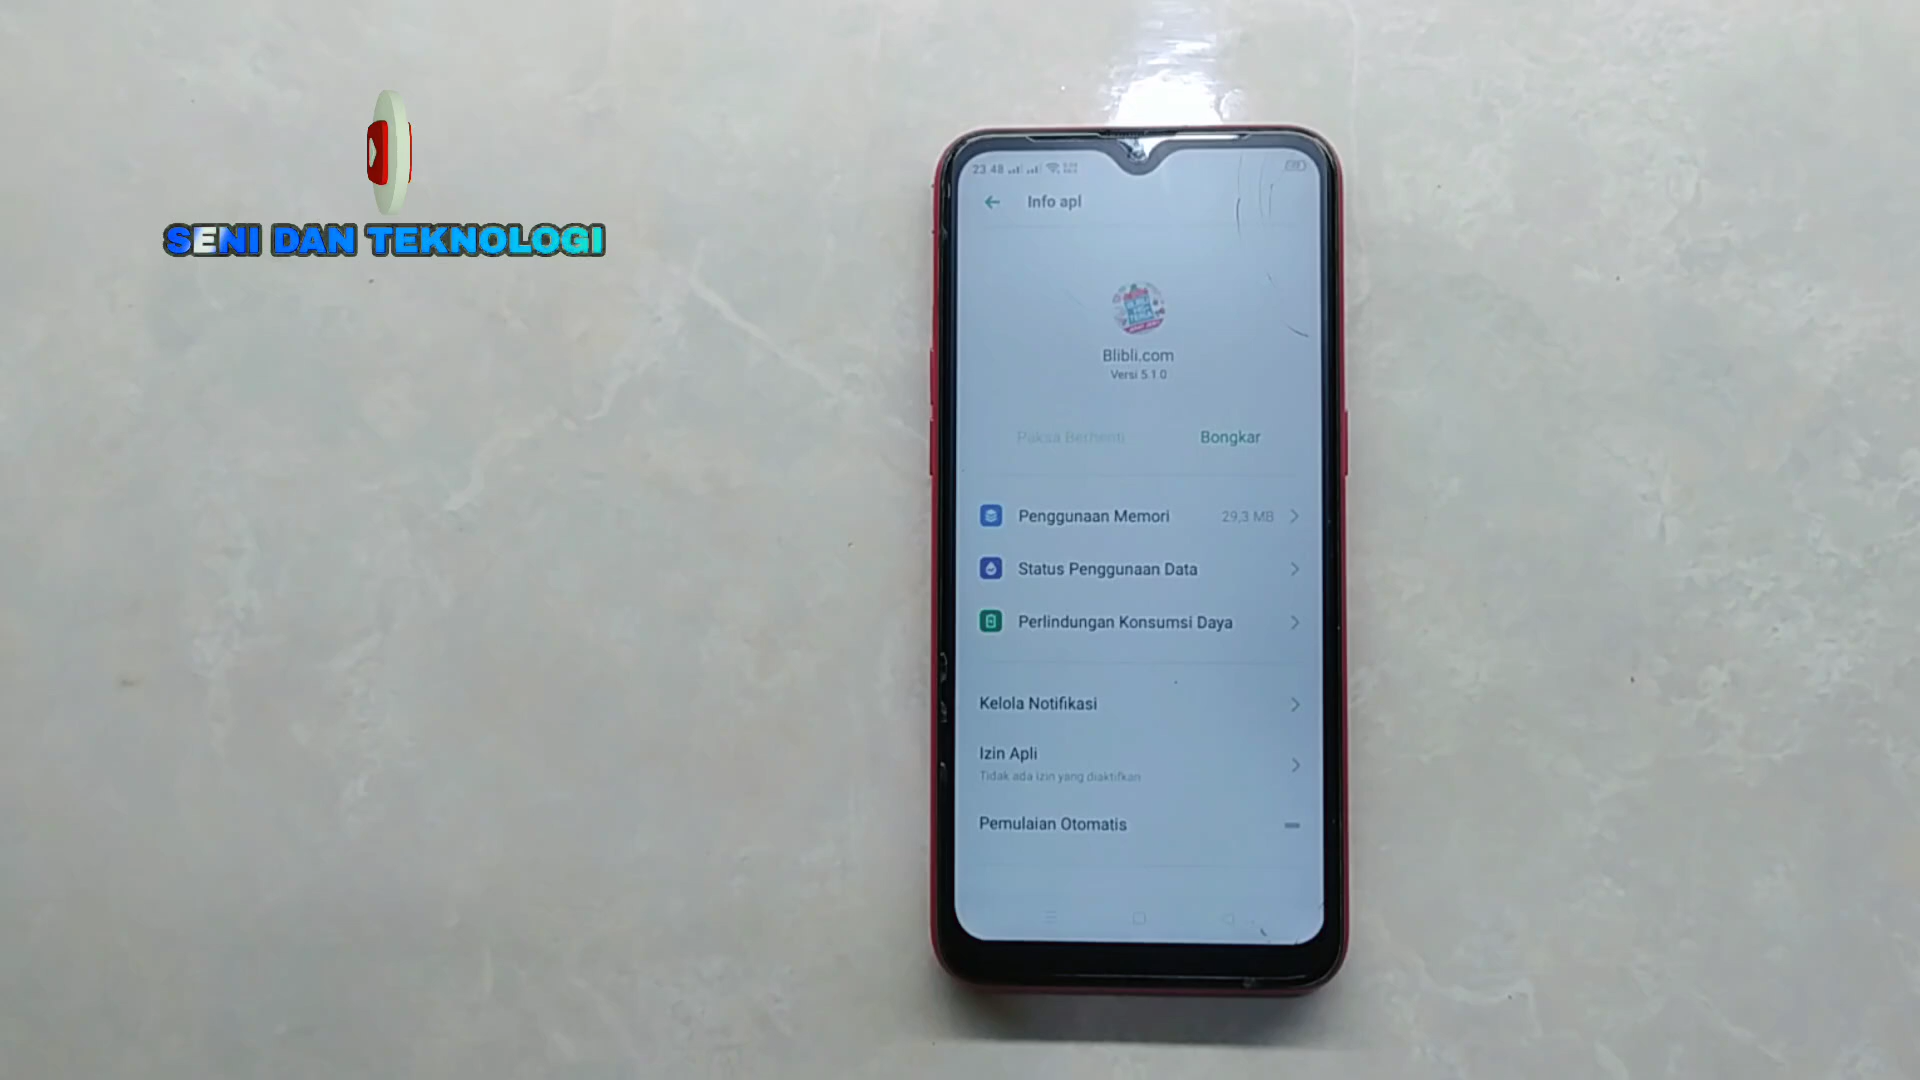 SENI DAN TEKNOLOGI
23.48
Info apl
Blibli.com
Versi 5.1.0
Paksa Berhenti
Bongkar
Penggunaan Memori
29,3 MB
Status Penggunaan Data
Perlindungan Konsumsi Daya
Kelola Notifikasi
Izin Apli
Tidak ada izin yang diaktifkan
Pemulaian Otomatis